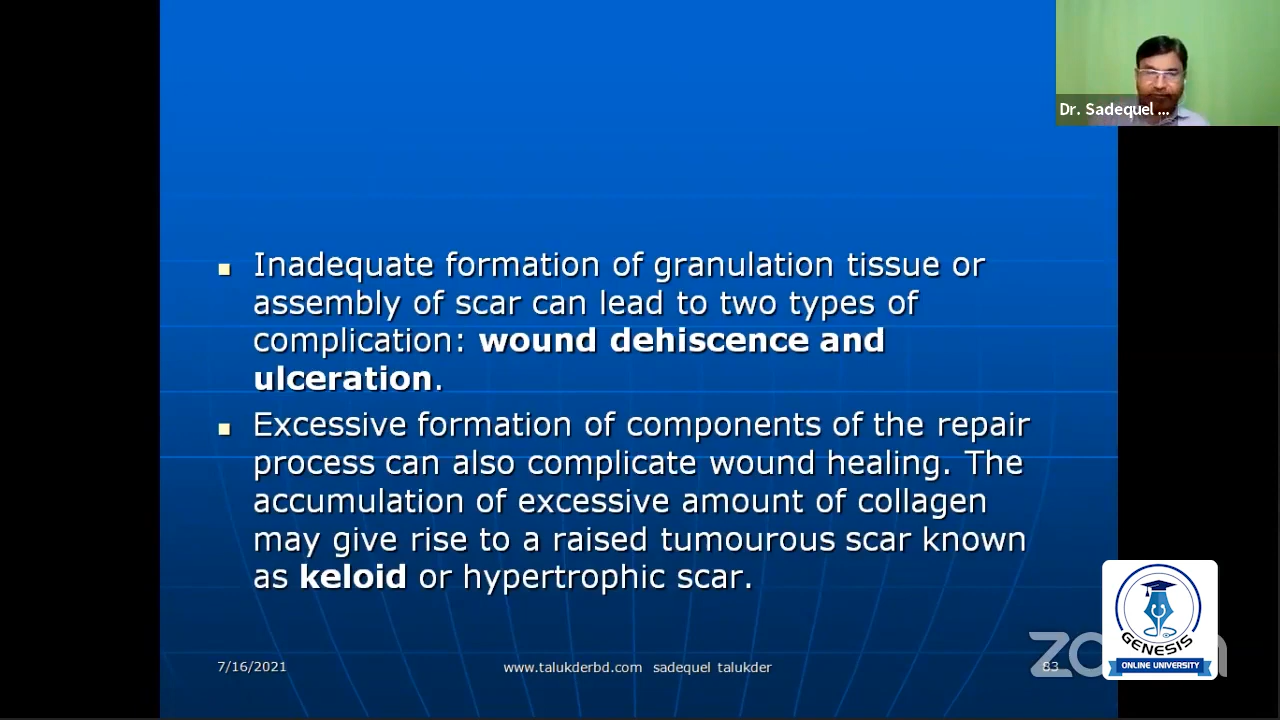 Dr. Sadequel ...
▪ Inadequate formation of granulation tissue or
assembly of scar can lead to two types of
complication: wound dehiscence and
ulceration.
▪ Excessive formation of components of the repair
process can also complicate wound healing. The
accumulation of excessive amount of collagen
may give rise to a raised tumourous scar known
as keloid or hypertrophic scar.
7/16/2021
www.talukderbd.com sadequel talukder
83
GENESIS
ONLINE UNIVERSITY